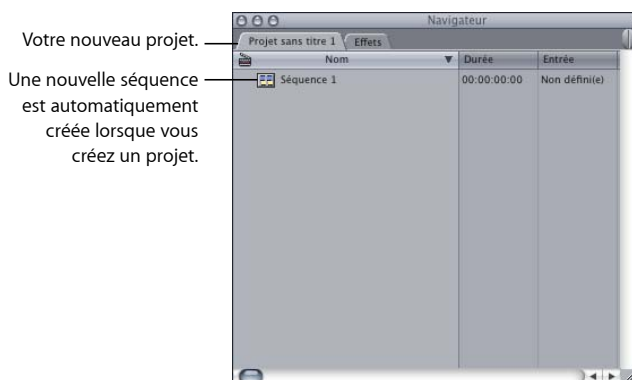 Navigateur
Votre nouveau projet.
Projet sans titre 1
Effets
Nom
Durée
Entrée
Une nouvelle séquence
est automatiquement
créée lorsque vous
créez un projet.
Séquence 1
00:00:00:00
Non défini(e)